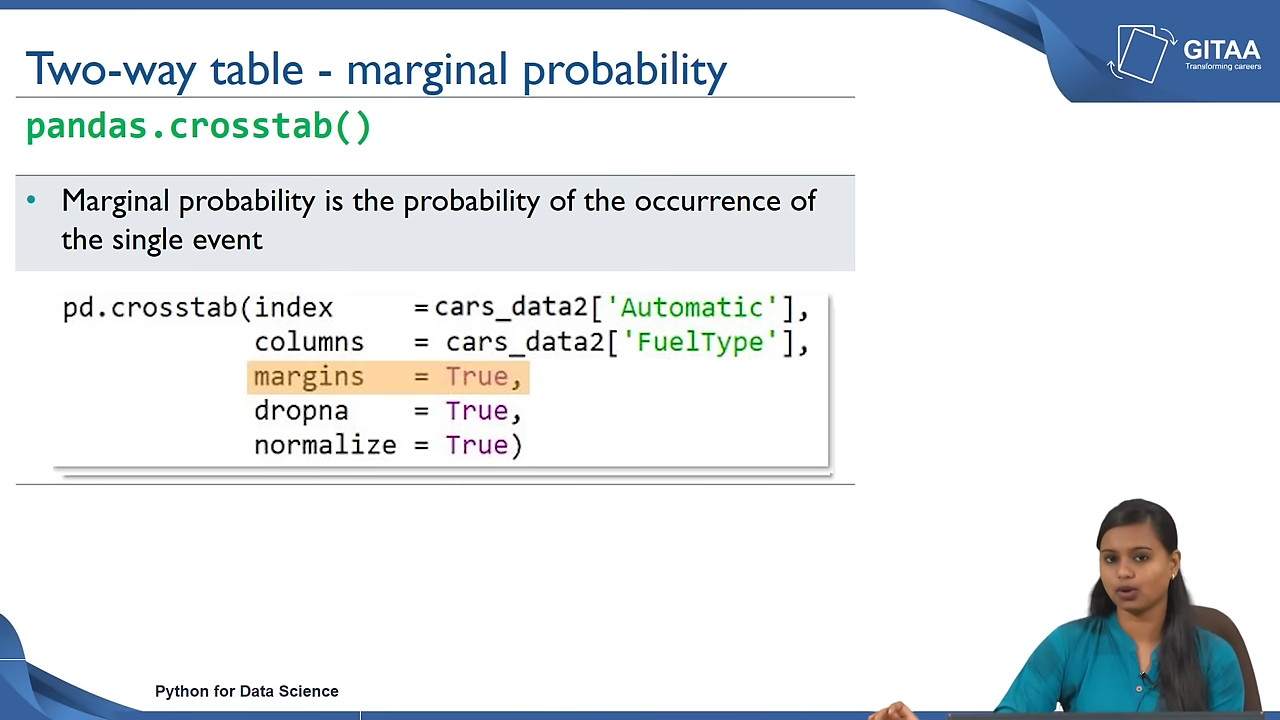 Two-way table - marginal probability
GITAA
Transforming careers
pandas.crosstab()
• Marginal probability is the probability of the occurrence of
the single event
pd.crosstab(index =cars_data2['Automatic'],
columns = cars_data2['FuelType'],
margins = True,
dropna = True,
normalize = True)
Python for Data Science